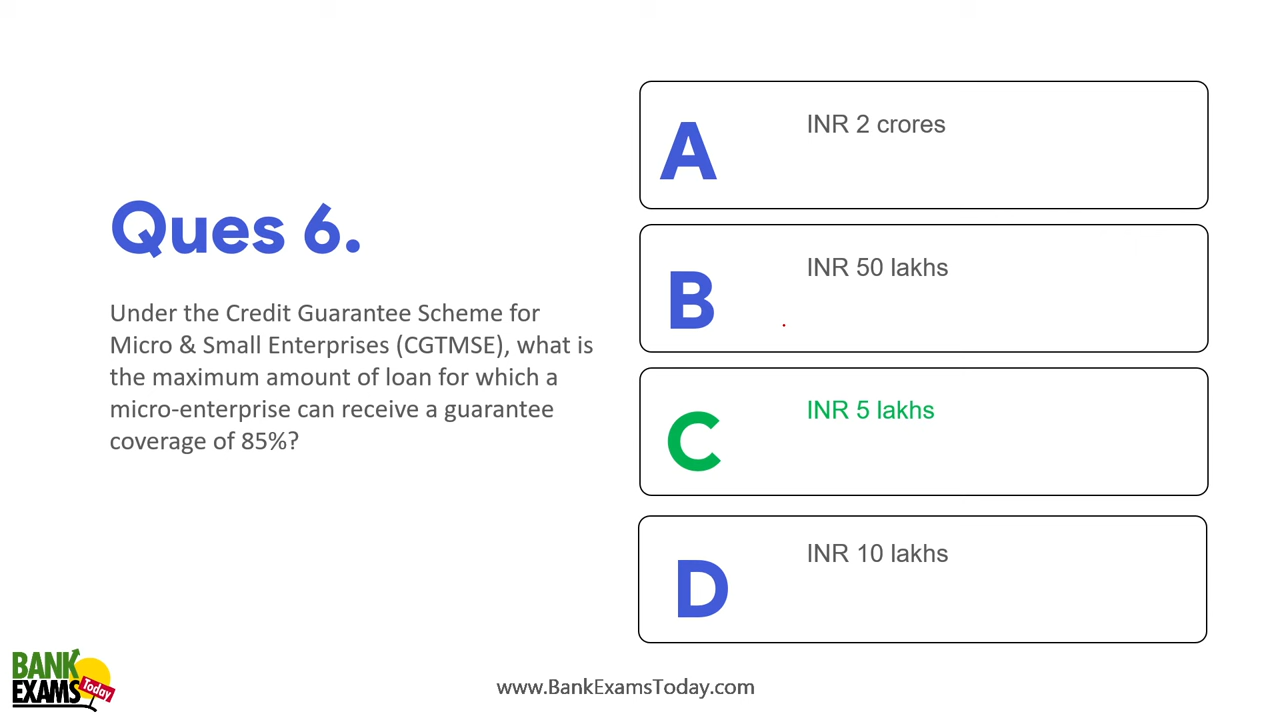 Ques 6.
Under the Credit Guarantee Scheme for
Micro & Small Enterprises (CGTMSE), what is
the maximum amount of loan for which a
micro-enterprise can receive a guarantee
coverage of 85%?
A
INR 2 crores
B
INR 50 lakhs
C
INR 5 lakhs
D
INR 10 lakhs
BANK
EXAMS
Today
www.BankExamsToday.com